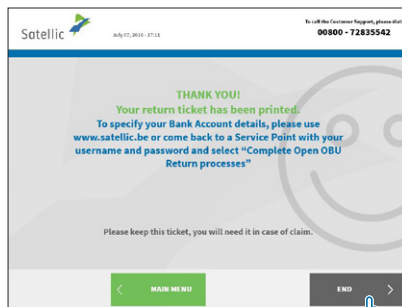 To call the Customer Support, please dial:
Satellic
July 07, 2016 - 17:11
00800 - 72835542
THANK YOU!
Your return ticket has been printed.
To specify your Bank Account details, please use
www.satellic.be or come back to a Service Point with your
username and password and select “Complete Open OBU
Return processes”
Please keep this ticket, you will need it in case of claim.
MAIN MENU
END